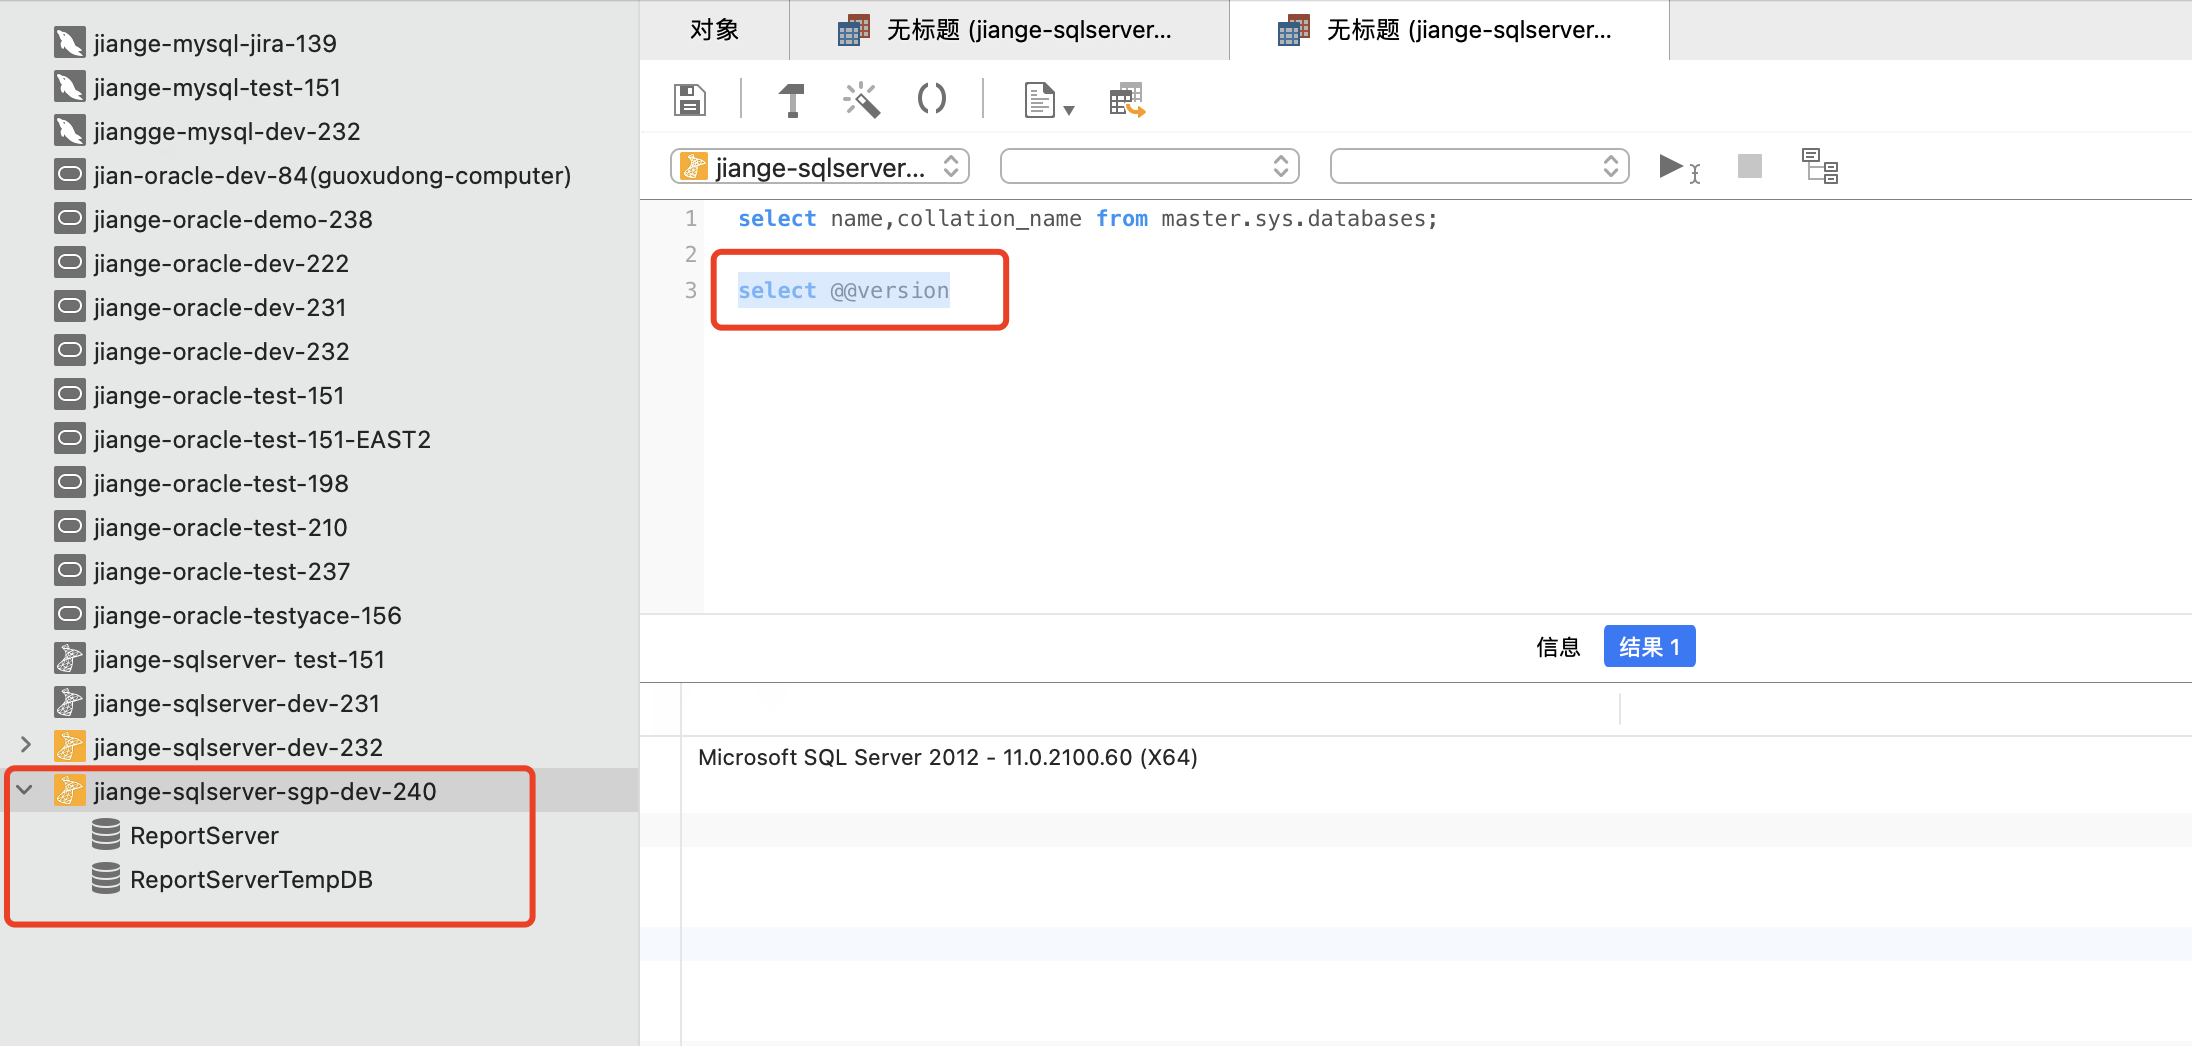 jiange-mysql-jira-139
jiange-mysql-test-151
jiangge-mysql-dev-232
jian-oracle-dev-84(guoxudong-computer)
jiange-oracle-demo-238
jiange-oracle-dev-222
jiange-oracle-dev-231
jiange-oracle-dev-232
jiange-oracle-test-151
jiange-oracle-test-151-EAST2
jiange-oracle-test-198
jiange-oracle-test-210
jiange-oracle-test-237
jiange-oracle-testyace-156
jiange-sqlserver- test-151
jiange-sqlserver-dev-231
jiange-sqlserver-dev-232
jiange-sqlserver-sgp-dev-240
ReportServer
ReportServerTempDB
对象
无标题 (jiange-sqlserver...
无标题 (jiange-sqlserver...
jiange-sqlserver...
1 select name,collation_name from master.sys.databases;
2
3 select @@version
信息
结果 1
Microsoft SQL Server 2012 - 11.0.2100.60 (X64)